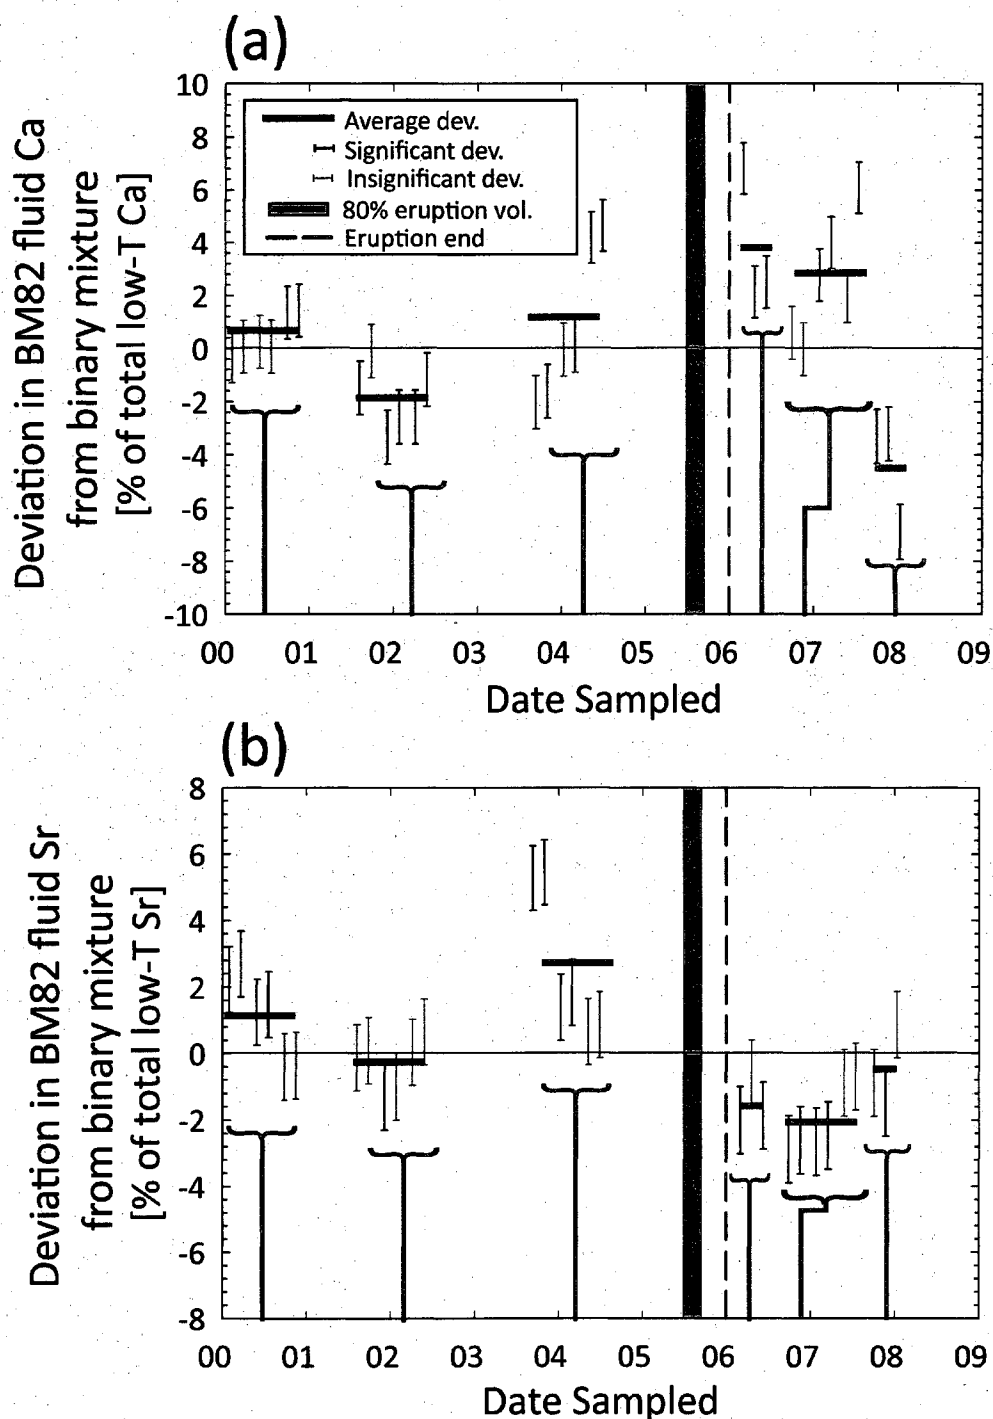 (a)
Deviation in BM82 fluid Ca
from binary mixture
[% of total low-T Ca]
10
8
6
4
2
0
-2
-4
-6
-8
-10
Average dev.
Significant dev.
Insignificant dev.
80% eruption vol.
Eruption end
00 01 02 03 04 05 06 07 08 09
Date Sampled
(b)
Deviation in BM82 fluid Sr
from binary mixture
[% of total low-T Sr]
8
6
4
2
0
-2
-4
-6
-8
00 01 02 03 04 05 06 07 08 09
Date Sampled